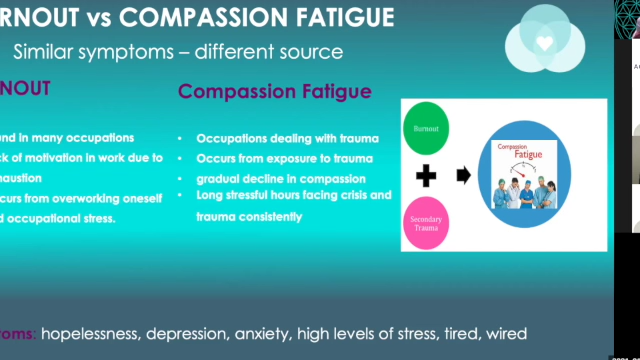 RNOUT vs COMPASSION FATIGUE
Similar symptoms – different source
NOUT
Compassion Fatigue
und in many occupations
ck of motivation in work due to
haustion
curs from overworking oneself
d occupational stress.
• Occupations dealing with trauma
• Occurs from exposure to trauma
• gradual decline in compassion
• Long stressful hours facing crisis and
trauma consistently
Burnout
+
Secondary
Trauma
Compassion
Fatigue
oms: hopelessness, depression, anxiety, high levels of stress, tired, wired